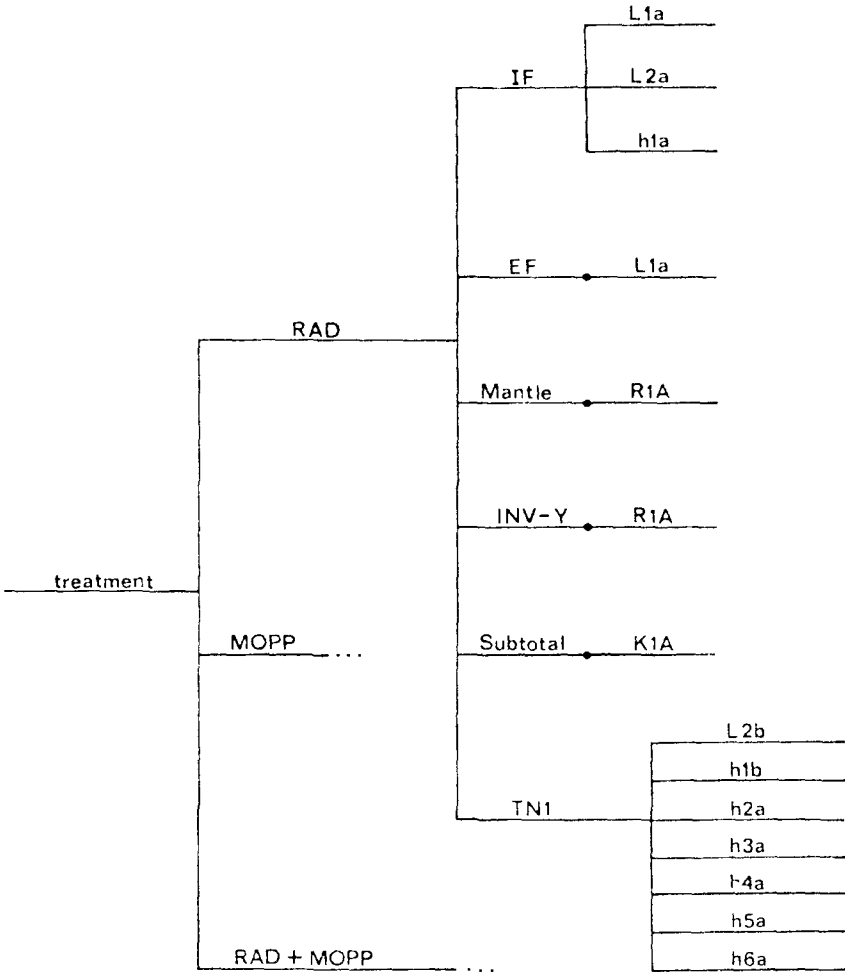 L1a
IF
L2a
h1a
EF
L1a
RAD
Mantle
R1A
INV-Y
R1A
treatment
MOPP ...
Subtotal
K1A
L2b
h1b
TN1
h2a
h3a
h4a
h5a
RAD + MOPP ...
h6a